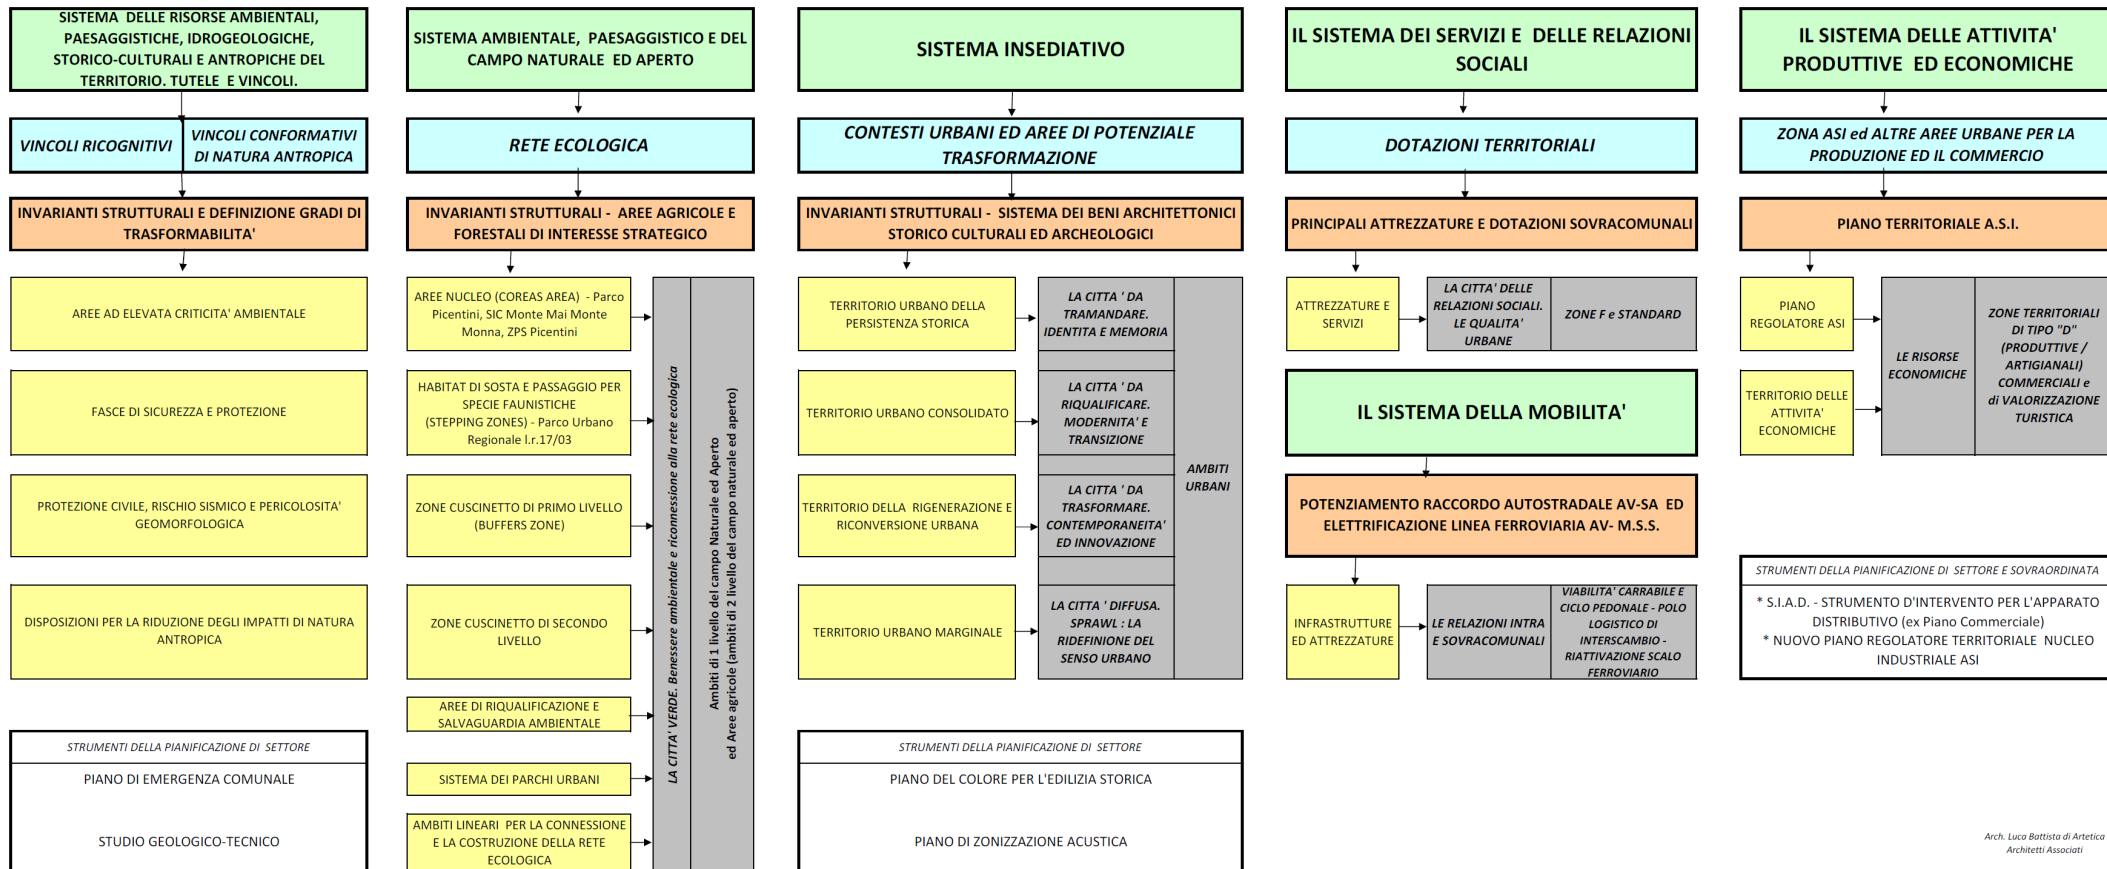 SISTEMA DELLE RISORSE AMBIENTALI,
PAESAGGISTICHE, IDROGEOLOGICHE,
STORICO-CULTURALI E ANTROPICHE DEL
TERRITORIO. TUTELE E VINCOLI.
VINCOLI RICOGNITIVI
VINCOLI CONFORMATIVI
DI NATURA ANTROPICA
INVARIANTI STRUTTURALI E DEFINIZIONE GRADI DI
TRASFORMABILITA'
AREE AD ELEVATA CRITICITA' AMBIENTALE
FASCE DI SICUREZZA E PROTEZIONE
PROTEZIONE CIVILE, RISCHIO SISMICO E PERICOLOSITA'
GEOMORFOLOGICA
DISPOSIZIONI PER LA RIDUZIONE DEGLI IMPATTI DI NATURA
ANTROPICA
STRUMENTI DELLA PIANIFICAZIONE DI SETTORE
PIANO DI EMERGENZA COMUNALE
STUDIO GEOLOGICO-TECNICO
SISTEMA AMBIENTALE, PAESAGGISTICO E DEL
CAMPO NATURALE ED APERTO
RETE ECOLOGICA
INVARIANTI STRUTTURALI - AREE AGRICOLE E
FORESTALI DI INTERESSE STRATEGICO
AREE NUCLEO (COREAS AREA) - Parco
Picentini, SIC Monte Mai Monte
Monna, ZPS Picentini
HABITAT DI SOSTA E PASSAGGIO PER
SPECIE FAUNISTICHE
(STEPPING ZONES) - Parco Urbano
Regionale l.r.17/03
ZONE CUSCINETTO DI PRIMO LIVELLO
(BUFFERS ZONE)
ZONE CUSCINETTO DI SECONDO
LIVELLO
AREE DI RIQUALIFICAZIONE E
SALVAGUARDIA AMBIENTALE
SISTEMA DEI PARCHI URBANI
AMBITI LINEARI PER LA CONNESSIONE
E LA COSTRUZIONE DELLA RETE
ECOLOGICA
LA CITTA' VERDE. Benessere ambientale e riconnessione alla rete ecologica
Ambiti di 1 livello del campo Naturale ed Aperto
ed Aree agricole (ambiti di 2 livello del campo naturale ed aperto)
SISTEMA INSEDIATIVO
CONTESTI URBANI ED AREE DI POTENZIALE
TRASFORMAZIONE
INVARIANTI STRUTTURALI - SISTEMA DEI BENI ARCHITETTONICI
STORICO CULTURALI ED ARCHEOLOGICI
TERRITORIO URBANO DELLA
PERSISTENZA STORICA
LA CITTA ' DA
TRAMANDARE.
IDENTITA E MEMORIA
TERRITORIO URBANO CONSOLIDATO
LA CITTA ' DA
RIQUALIFICARE.
MODERNITA' E
TRANSIZIONE
TERRITORIO DELLA RIGENERAZIONE E
RICONVERSIONE URBANA
LA CITTA ' DA
TRASFORMARE.
CONTEMPORANEITA'
ED INNOVAZIONE
TERRITORIO URBANO MARGINALE
LA CITTA ' DIFFUSA.
SPRAWL : LA
RIDEFINIONE DEL
SENSO URBANO
AMBITI
URBANI
STRUMENTI DELLA PIANIFICAZIONE DI SETTORE
PIANO DEL COLORE PER L'EDILIZIA STORICA
PIANO DI ZONIZZAZIONE ACUSTICA
IL SISTEMA DEI SERVIZI E DELLE RELAZIONI
SOCIALI
DOTAZIONI TERRITORIALI
PRINCIPALI ATTREZZATURE E DOTAZIONI SOVRACOMUNALI
ATTREZZATURE E
SERVIZI
LA CITTA' DELLE
RELAZIONI SOCIALI.
LE QUALITA'
URBANE
ZONE F e STANDARD
IL SISTEMA DELLA MOBILITA'
POTENZIAMENTO RACCORDO AUTOSTRADALE AV-SA ED
ELETTRIFICAZIONE LINEA FERROVIARIA AV- M.S.S.
INFRASTRUTTURE
ED ATTREZZATURE
LE RELAZIONI INTRA
E SOVRACOMUNALI
VIABILITA' CARRABILE E
CICLO PEDONALE - POLO
LOGISTICO DI
INTERSCAMBIO -
RIATTIVAZIONE SCALO
FERROVIARIO
IL SISTEMA DELLE ATTIVITA'
PRODUTTIVE ED ECONOMICHE
ZONA ASI ed ALTRE AREE URBANE PER LA
PRODUZIONE ED IL COMMERCIO
PIANO TERRITORIALE A.S.I.
PIANO
REGOLATORE ASI
TERRITORIO DELLE
ATTIVITA'
ECONOMICHE
LE RISORSE
ECONOMICHE
ZONE TERRITORIALI
DI TIPO "D"
(PRODUTTIVE /
ARTIGIANALI)
COMMERCIALI e
di VALORIZZAZIONE
TURISTICA
STRUMENTI DELLA PIANIFICAZIONE DI SETTORE E SOVRAORDINATA
* S.I.A.D. - STRUMENTO D'INTERVENTO PER L'APPARATO
DISTRIBUTIVO (ex Piano Commerciale)
* NUOVO PIANO REGOLATORE TERRITORIALE NUCLEO
INDUSTRIALE ASI
Arch. Luca Battista di Artetica
Architetti Associati